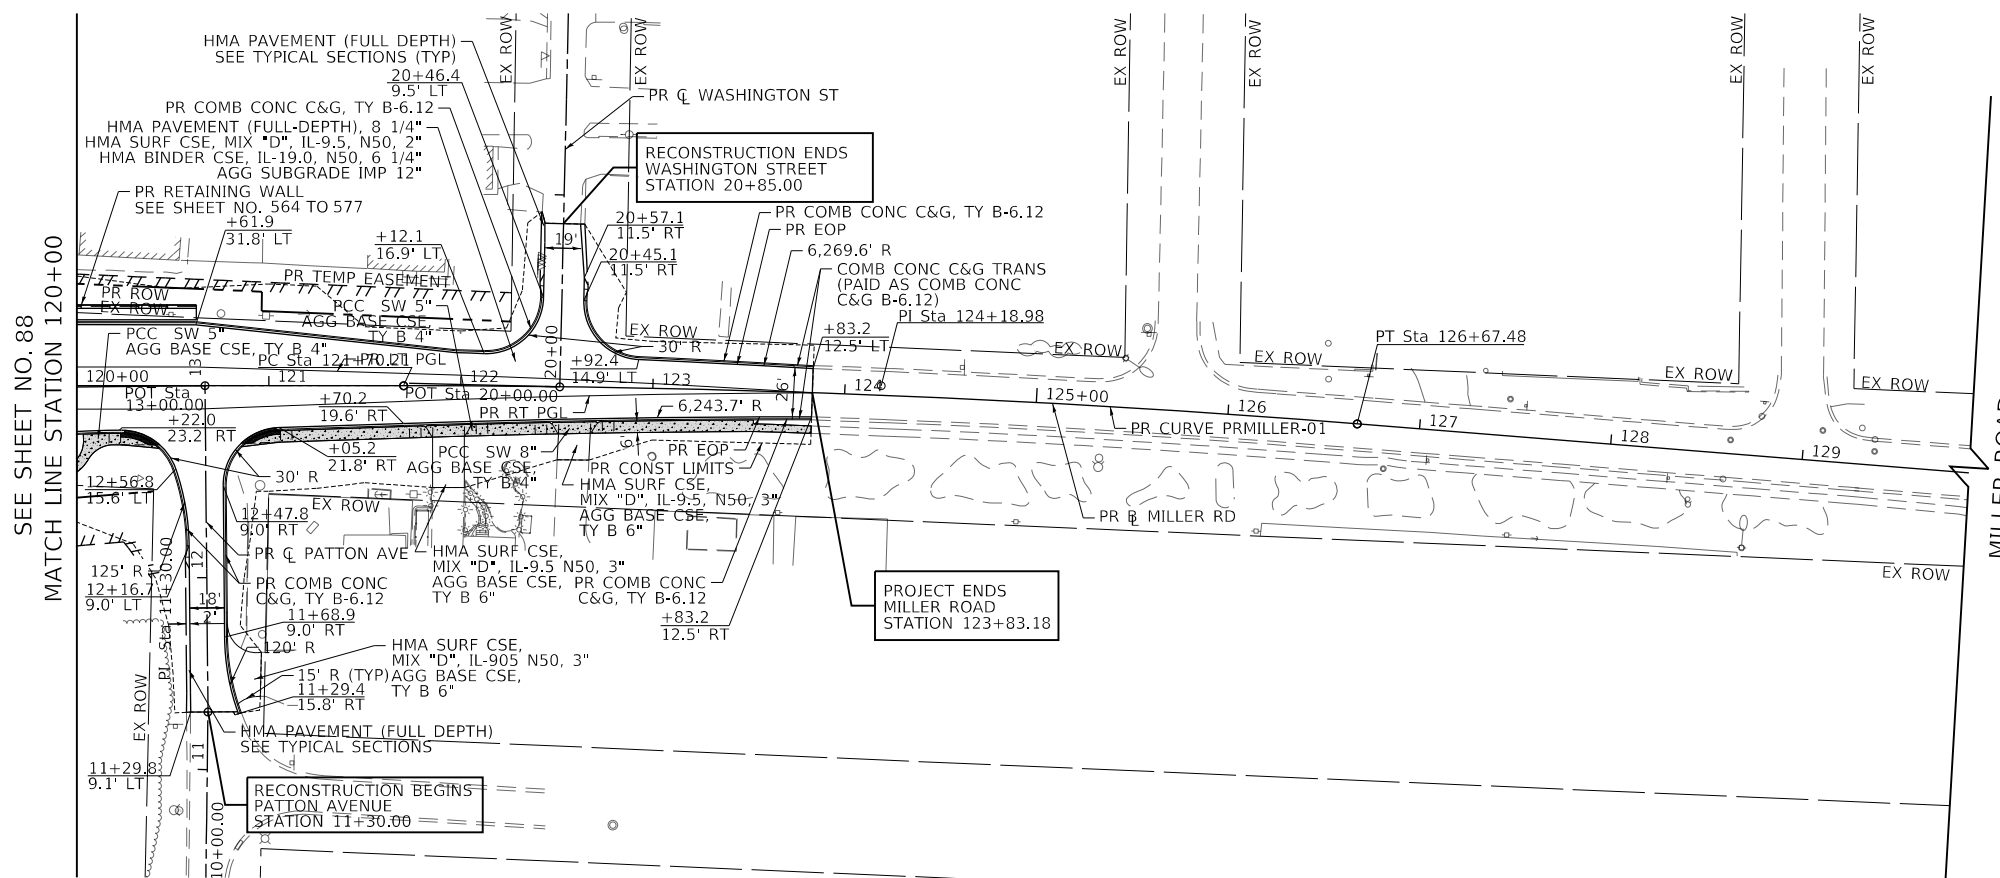 SEE SHEET NO. 88
MATCH LINE STATION 120+00
HMA PAVEMENT (FULL DEPTH)
SEE TYPICAL SECTIONS (TYP)
20+46.4
9.5' LT
PR COMB CONC C&G, TY B-6.12
HMA PAVEMENT (FULL-DEPTH), 8 1/4"
HMA SURF CSE, MIX "D", IL-9.5, N50, 2"
HMA BINDER CSE, IL-19.0, N50, 6 1/4"
AGG SUBGRADE IMP 12"
PR RETAINING WALL
SEE SHEET NO. 564 TO 577
+61.9
31.8' LT
+12.1
16.9' LT
PR TEMP EASEMENT
PR ROW
EX ROW
PCC SW 5"
AGG BASE CSE,
TY B 4"
PCC SW 5"
AGG BASE CSE, TY B 4"
EX ROW
EX ROW
PR ℄ WASHINGTON ST
RECONSTRUCTION ENDS
WASHINGTON STREET
STATION 20+85.00
20+57.1
11.5' RT
19'
20+45.1
11.5' RT
PR COMB CONC C&G, TY B-6.12
PR EOP
6,269.6' R
COMB CONC C&G TRANS
(PAID AS COMB CONC
C&G B-6.12)
PI Sta 124+18.98
+83.2
12.5' LT
EX ROW
30' R
+92.4
14.9' LT
20+00
EX ROW
EX ROW
EX ROW
EX ROW
EX ROW
PT Sta 126+67.48
EX ROW
EX ROW
EX ROW
EX ROW
PC Sta 121+70.21
PR LT PGL
13
120+00
121
122
123
124
125+00
126
127
128
129
POT Sta
13+00.00
POT Sta 20+00.00
+22.0
23.2' RT
+70.2
19.6' RT
PR RT PGL
6,243.7' R
26'
PR CURVE PRMILLER-01
+05.2
21.8' RT
PCC SW 8"
AGG BASE CSE,
TY B 4"
6'
PR EOP
PR CONST LIMITS
HMA SURF CSE,
MIX "D", IL-9.5, N50, 3"
AGG BASE CSE,
TY B 6"
12+56.8
15.6' LT
30' R
EX ROW
12+47.8
9.0' RT
PR ℄ PATTON AVE
PR B MILLER RD
MILLER ROAD
EX ROW
125' R
12+16.7
9.0' LT
PI Sta 11+30.00
12
PR COMB CONC
C&G, TY B-6.12
HMA SURF CSE,
MIX "D", IL-9.5 N50, 3"
AGG BASE CSE,
TY B 6"
PR COMB CONC
C&G, TY B-6.12
+83.2
12.5' RT
PROJECT ENDS
MILLER ROAD
STATION 123+83.18
18'
2'
11+68.9
9.0' RT
120' R
HMA SURF CSE,
MIX "D", IL-905 N50, 3"
AGG BASE CSE,
TY B 6"
15' R (TYP)
11+29.4
15.8' RT
EX ROW
HMA PAVEMENT (FULL DEPTH)
SEE TYPICAL SECTIONS
11
11+29.8
9.1' LT
RECONSTRUCTION BEGINS
PATTON AVENUE
STATION 11+30.00
10+00.00